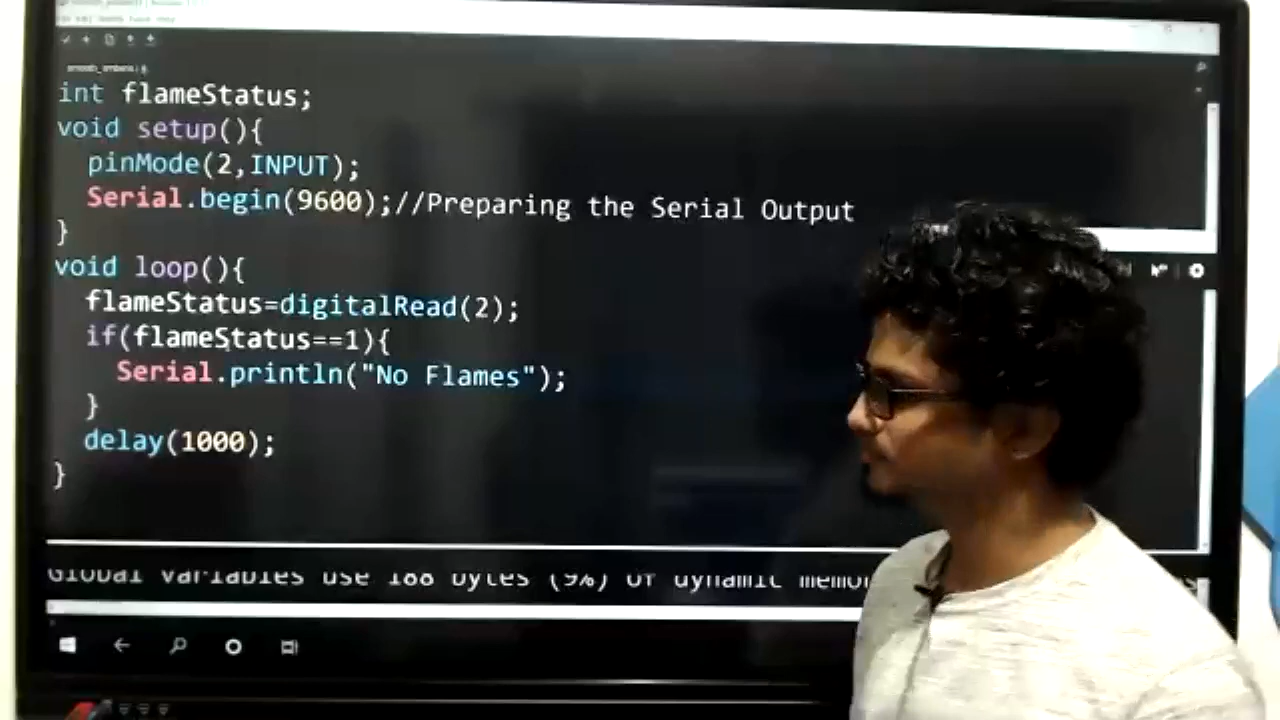 int flameStatus;
void setup(){
pinMode(2,INPUT);
Serial.begin(9600);//Preparing the Serial Output
}
void loop(){
flameStatus=digitalRead(2);
if(flameStatus==1){
Serial.println("No Flames");
}
delay(1000);
}
Global variables use 188 bytes (9%) of dynamic